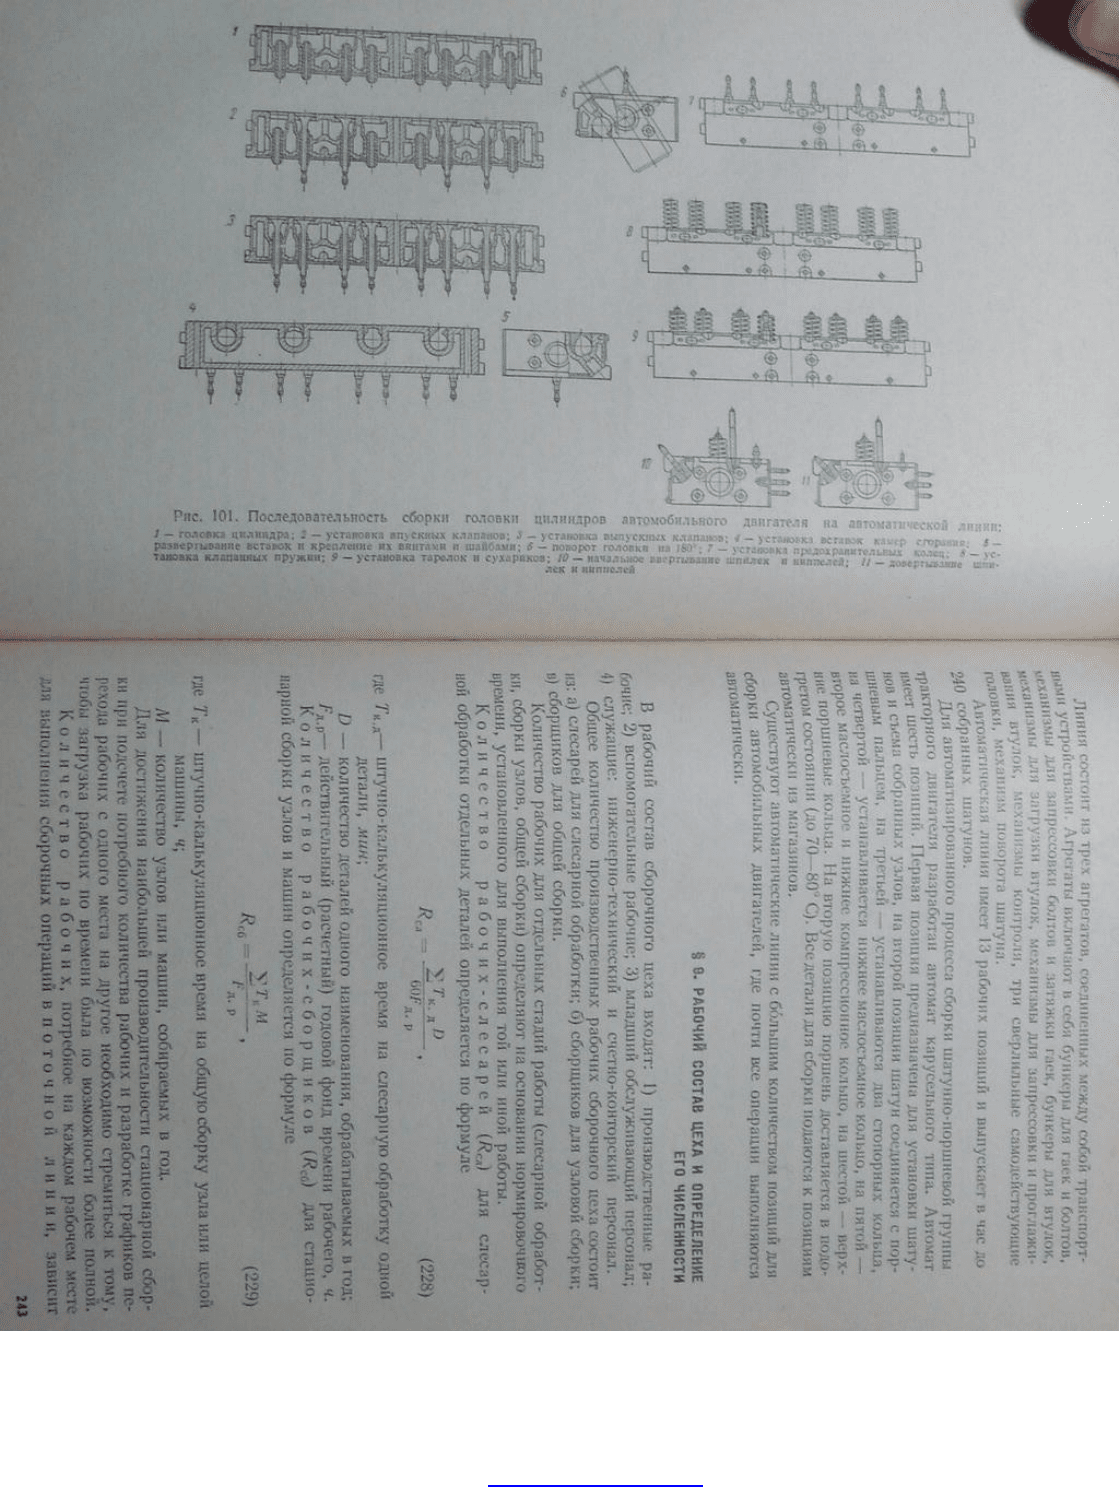 1
2
3
4
5
6
7
8
9
10
11
Рис. 101. Последовательность сборки головки цилиндров автомобильного двигателя на автоматической линии:
1 — головка цилиндра; 2 — установка впускных клапанов; 3 — установка выпускных клапанов; 4 — установка вставок камер сгорания; 5 —
развертывание вставок и крепление их винтами и шайбами; 6 — поворот головки на 180°; 7 — установка предохранительных колец; 8 — ус-
тановка клапанных пружин; 9 — установка тарелок и сухариков; 10 — начальное ввертывание шпилек и ниппелей; 11 — довертывание шпи-
лек и ниппелей
Линия состоит из трех агрегатов, соединенных между собой транспорт-
ными устройствами. Агрегаты включают в себя бункеры для гаек и болтов,
механизмы для запрессовки болтов и затяжки гаек, бункеры для втулок,
механизмы для загрузки втулок, механизмы для запрессовки и проглажи-
вания втулок, механизмы контроля, три сверлильные самодействующие
головки, механизм поворота шатуна.
Автоматическая линия имеет 13 рабочих позиций и выпускает в час до
240 собранных шатунов.
Для автоматизированного процесса сборки шатунно-поршневой группы
тракторного двигателя разработан автомат карусельного типа. Автомат
имеет шесть позиций. Первая позиция предназначена для установки шату-
нов и съема собранных узлов, на второй позиции шатун соединяется с пор-
шневым пальцем, на третьей — устанавливаются два стопорных кольца,
на четвертой — устанавливается нижнее маслосъемное кольцо, на пятой —
второе маслосъемное и нижнее компрессионное кольцо, на шестой — верх-
ние поршневые кольца. На вторую позицию поршень доставляется в подо-
гретом состоянии (до 70—80° С). Все детали для сборки подаются к позициям
автоматически из магазинов.
Существуют автоматические линии с большим количеством позиций для
сборки автомобильных двигателей, где почти все операции выполняются
автоматически.
§ 9. РАБОЧИЙ СОСТАВ ЦЕХА И ОПРЕДЕЛЕНИЕ
ЕГО ЧИСЛЕННОСТИ
В рабочий состав сборочного цеха входят: 1) производственные ра-
бочие; 2) вспомогательные рабочие; 3) младший обслуживающий персонал;
4) служащие: инженерно-технический и счетно-конторский персонал.
Общее количество производственных рабочих сборочного цеха состоит
из: а) слесарей для слесарной обработки; б) сборщиков для узловой сборки;
в) сборщиков для общей сборки.
Количество рабочих для отдельных стадий работы (слесарной обработ-
ки, сборки узлов, общей сборки) определяют на основании нормировочного
времени, установленного для выполнения той или иной работы.
Количество рабочих-слесарей (Rсл) для слесар-
ной обработки отдельных деталей определяется по формуле
Rсл = ΣTк.д D / 60Fд.р , (228)
где Tк.д — штучно-калькуляционное время на слесарную обработку одной
детали, мин;
D — количество деталей одного наименования, обрабатываемых в год;
Fд.р — действительный (расчетный) годовой фонд времени рабочего, ч.
Количество рабочих-сборщиков (Rсб) для стацио-
нарной сборки узлов и машин определяется по формуле
Rсб = ΣTк M / Fд.р , (229)
где Tк — штучно-калькуляционное время на общую сборку узла или целой
машины, ч;
M — количество узлов или машин, собираемых в год.
Для достижения наибольшей производительности стационарной сбор-
ки при подсчете потребного количества рабочих и разработке графиков пе-
рехода рабочих с одного места на другое необходимо стремиться к тому,
чтобы загрузка рабочих по времени была по возможности более полной.
Количество рабочих, потребное на каждом рабочем месте
для выполнения сборочных операций в поточной линии, зависит
243